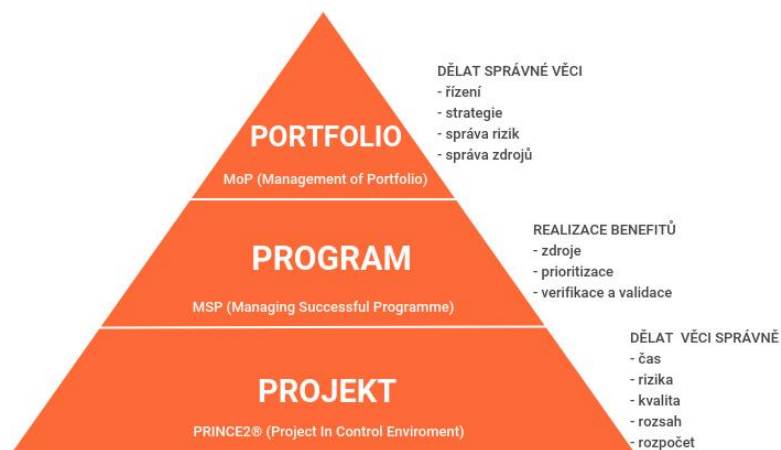 DĚLAT SPRÁVNÉ VĚCI
- řízení
- strategie
- správa rizik
- správa zdrojů
PORTFOLIO
MoP (Management of Portfolio)
REALIZACE BENEFITŮ
- zdroje
- prioritizace
- verifikace a validace
PROGRAM
MSP (Managing Successful Programme)
DĚLAT VĚCI SPRÁVNĚ
- čas
- rizika
- kvalita
- rozsah
- rozpočet
PROJEKT
PRINCE2® (Project In Control Enviroment)